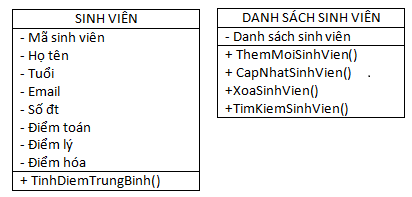 SINH VIÊN
- Mã sinh viên
- Họ tên
- Tuổi
- Email
- Số đt
- Điểm toán
- Điểm lý
- Điểm hóa
+ TinhDiemTrungBinh()
DANH SÁCH SINH VIÊN
- Danh sách sinh viên
+ ThemMoiSinhVien()
+ CapNhatSinhVien() .
+XoaSinhVien()
+TimKiemSinhVien()